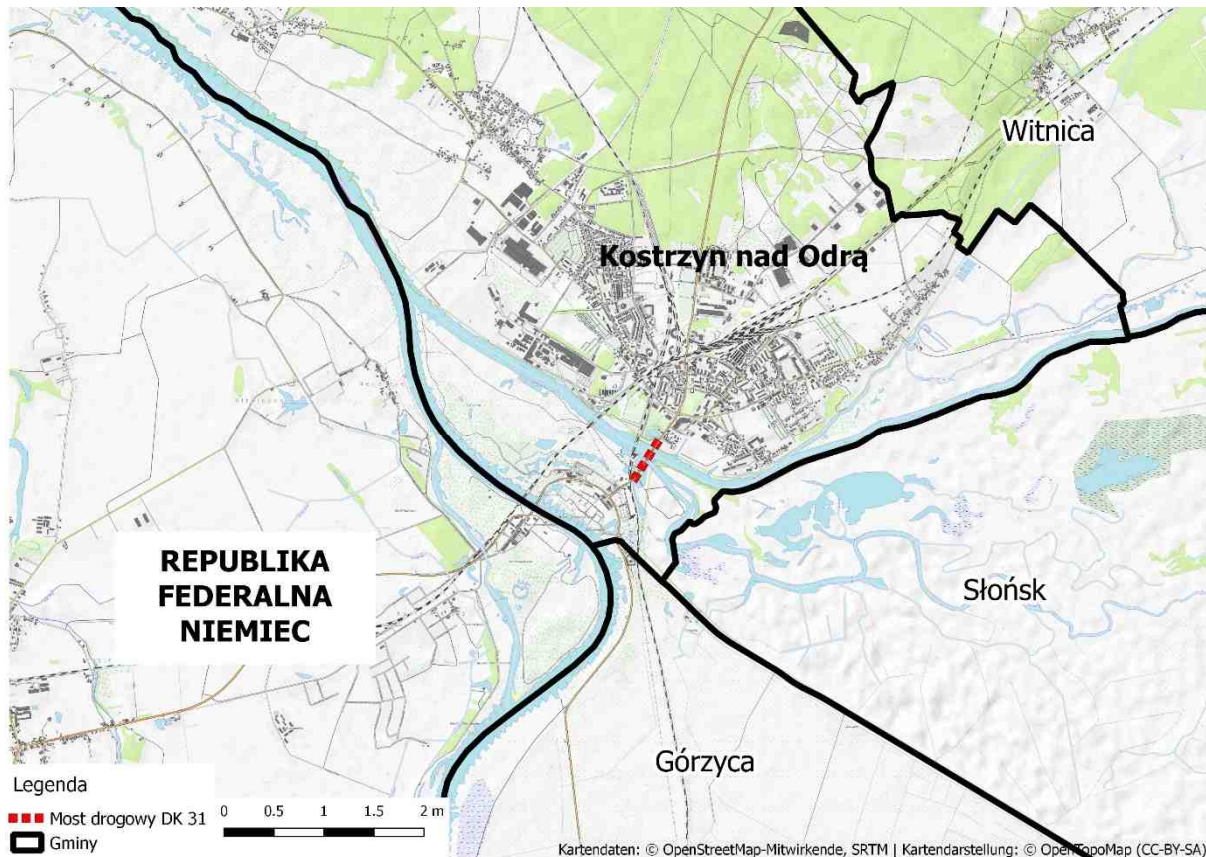 Witnica
Kostrzyn nad Odrą
REPUBLIKA
FEDERALNA
NIEMIEC
Słońsk
Górzyca
Legenda
Most drogowy DK 31
Gminy
0 0.5 1 1.5 2 m
Kartendaten: © OpenStreetMap-Mitwirkende, SRTM | Kartendarstellung: © OpenTopoMap (CC-BY-SA)